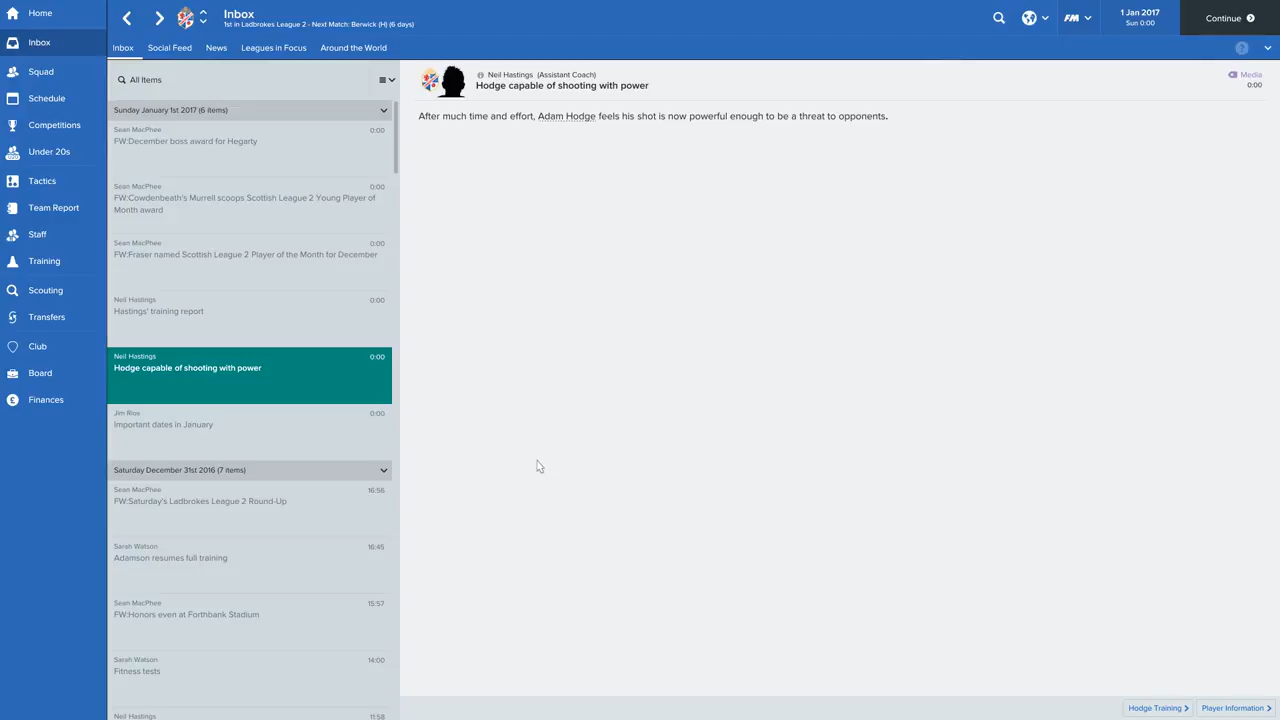 Home
Inbox
Squad
Schedule
Competitions
Under 20s
Tactics
Team Report
Staff
Training
Scouting
Transfers
Club
Board
Finances
Inbox
1st in Ladbrokes League 2 - Next Match: Berwick (H) (6 days)
FM
1 Jan 2017
Sun 0:00
Continue
Inbox
Social Feed
News
Leagues in Focus
Around the World
?
All Items
Sunday January 1st 2017 (6 items)
Sean MacPhee 0:00
FW:December boss award for Hegarty
Sean MacPhee 0:00
FW:Cowdenbeath's Murrell scoops Scottish League 2 Young Player of
Month award
Sean MacPhee 0:00
FW:Fraser named Scottish League 2 Player of the Month for December
Neil Hastings 0:00
Hastings' training report
Neil Hastings 0:00
Hodge capable of shooting with power
Jim Riox 0:00
Important dates in January
Saturday December 31st 2016 (7 items)
Sean MacPhee 16:56
FW:Saturday's Ladbrokes League 2 Round-Up
Sarah Watson 16:45
Adamson resumes full training
Sean MacPhee 15:57
FW:Honors even at Forthbank Stadium
Sarah Watson 14:00
Fitness tests
Neil Hastings 11:58
Neil Hastings (Assistant Coach)
Hodge capable of shooting with power
Media
0:00
After much time and effort, Adam Hodge feels his shot is now powerful enough to be a threat to opponents.
Hodge Training
Player Information